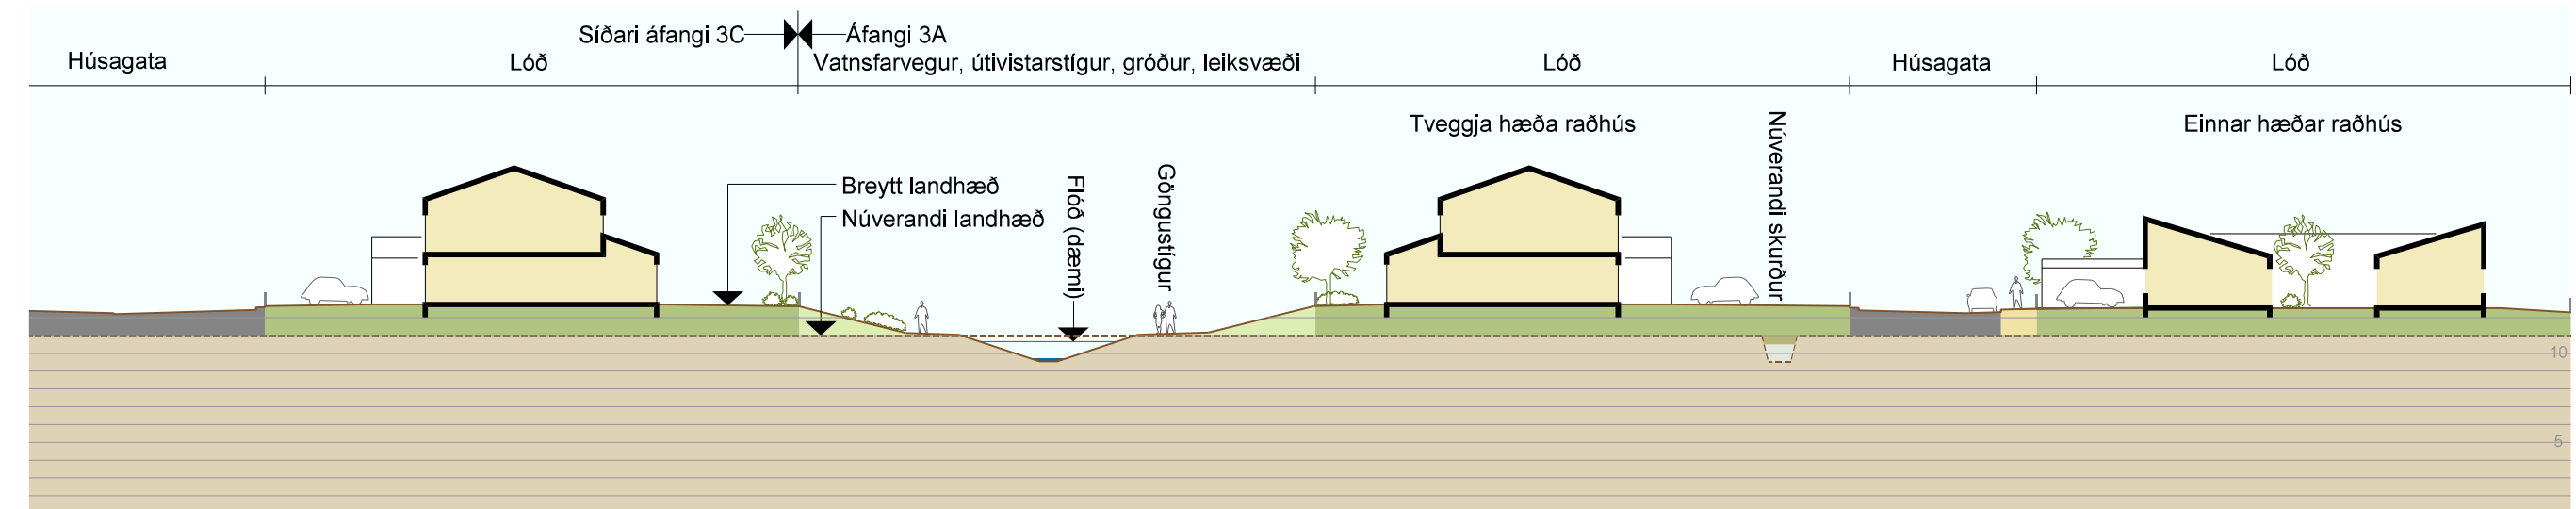 Síðari áfangi 3C
Áfangi 3A
Húsagata
Lóð
Vatnsfarvegur, útivistarstígur, gróður, leiksvæði
Lóð
Húsagata
Lóð
Tveggja hæða raðhús
Einnar hæðar raðhús
Breytt landhæð
Núverandi landhæð
Flóð (dæmi)
Göngustígur
Núverandi skurður
10
5